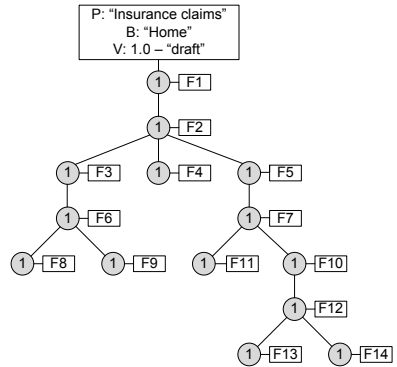 P: “Insurance claims”
B: “Home”
V: 1.0 – “draft”
1 F1
1 F2
1 F3 1 F4 1 F5
1 F6 1 F7
1 F8 1 F9 1 F11 1 F10
1 F12
1 F13 1 F14